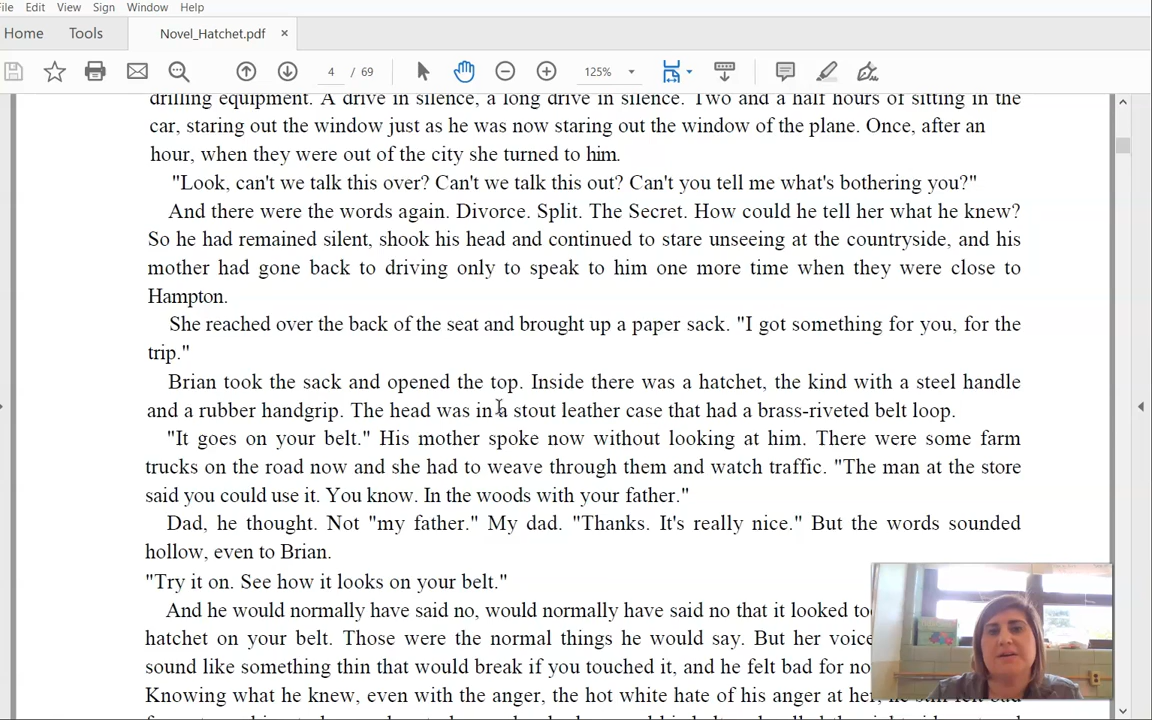 File Edit View Sign Window Help
Home Tools Novel_Hatchet.pdf ×
4 / 69 125%
drilling equipment. A drive in silence, a long drive in silence. Two and a half hours of sitting in the
car, staring out the window just as he was now staring out the window of the plane. Once, after an
hour, when they were out of the city she turned to him.
"Look, can't we talk this over? Can't we talk this out? Can't you tell me what's bothering you?"
And there were the words again. Divorce. Split. The Secret. How could he tell her what he knew?
So he had remained silent, shook his head and continued to stare unseeing at the countryside, and his
mother had gone back to driving only to speak to him one more time when they were close to
Hampton.
She reached over the back of the seat and brought up a paper sack. "I got something for you, for the
trip."
Brian took the sack and opened the top. Inside there was a hatchet, the kind with a steel handle
and a rubber handgrip. The head was in a stout leather case that had a brass-riveted belt loop.
"It goes on your belt." His mother spoke now without looking at him. There were some farm
trucks on the road now and she had to weave through them and watch traffic. "The man at the store
said you could use it. You know. In the woods with your father."
Dad, he thought. Not "my father." My dad. "Thanks. It's really nice." But the words sounded
hollow, even to Brian.
"Try it on. See how it looks on your belt."
And he would normally have said no, would normally have said no that it looked
hatchet on your belt. Those were the normal things he would say. But her voice
sound like something thin that would break if you touched it, and he felt bad for
Knowing what he knew, even with the anger, the hot white hate of his anger at her, he still felt bad